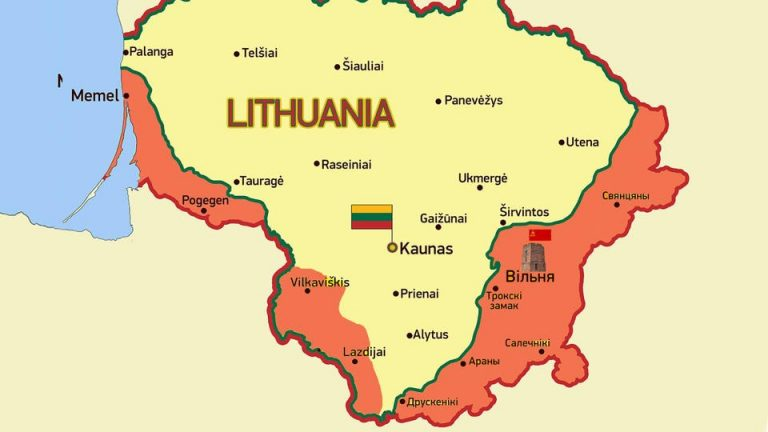 Palanga
Telšiai
Šiauliai
Memel
Panevėžys
LITHUANIA
Utena
Raseiniai
Tauragė
Ukmergė
Свянцяны
Pogegen
Gaižūnai
Širvintos
Kaunas
Вільня
Vilkaviškis
Prienai
Трокскі
замак
Alytus
Салечнікі
Lazdijai
Араны
Друскенікі